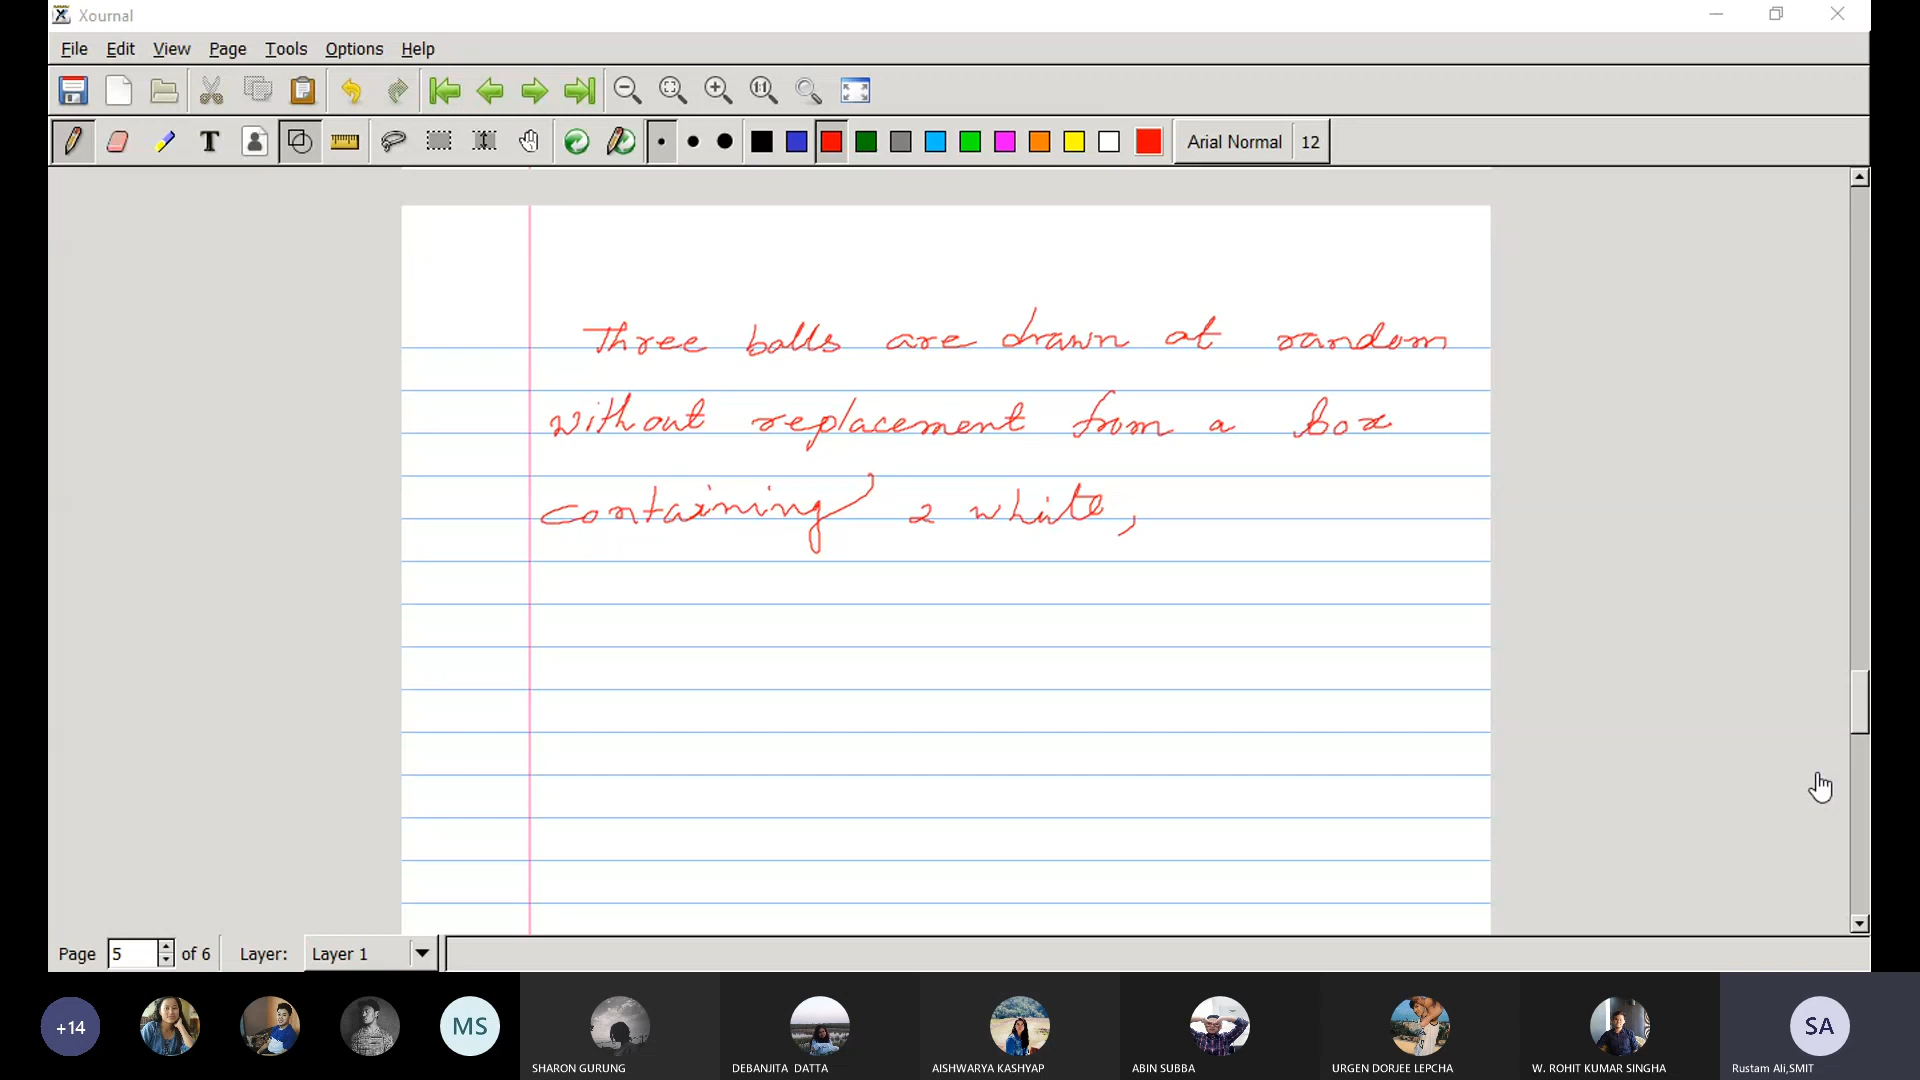 Xournal
File Edit View Page Tools Options Help
T Arial Normal 12
Three balls are drawn at random
without replacement from a box
containing 2 white,
Page 5 of 6 Layer: Layer 1
+14 MS SA
SHARON GURUNG DEBANJITA DATTA AISHWARYA KASHYAP ABIN SUBBA URGEN DORJEE LEPCHA W. ROHIT KUMAR SINGHA Rustam Ali,SMIT